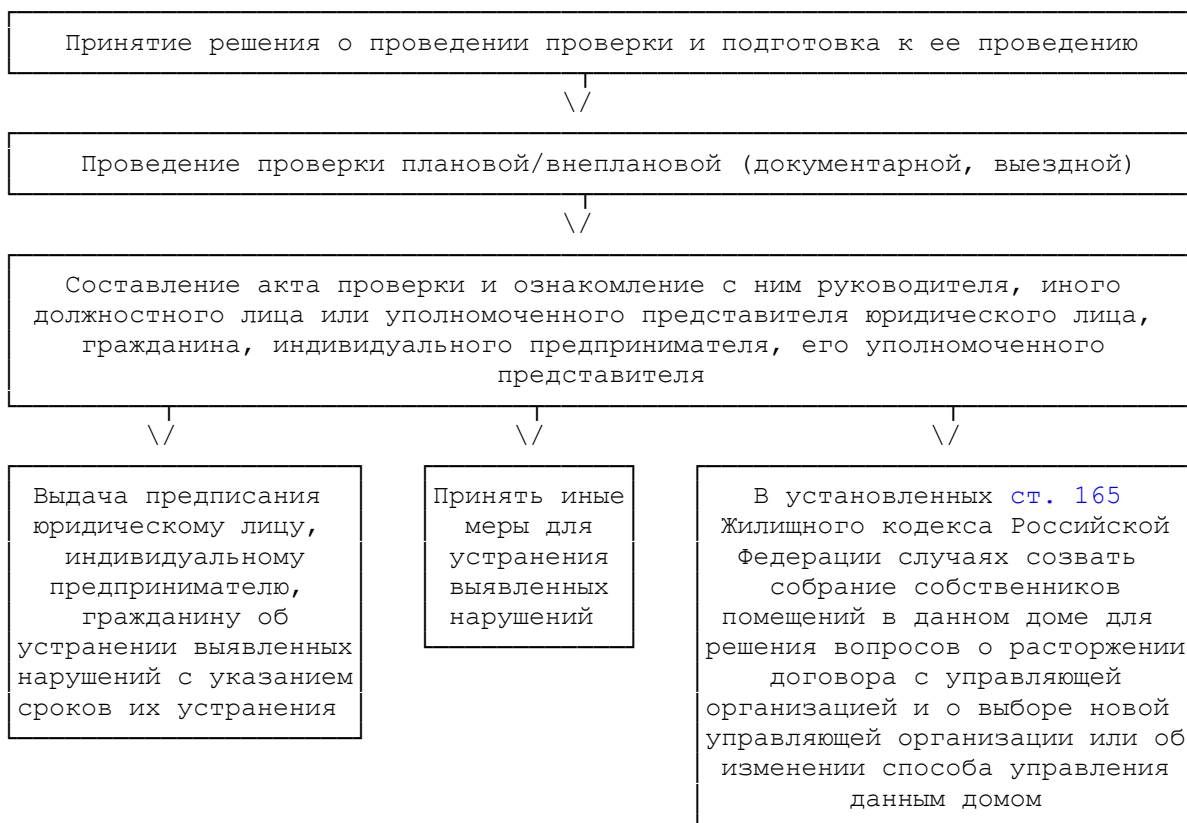 Принятие решения о проведении проверки и подготовка к ее проведению
\/
Проведение проверки плановой/внеплановой (документарной, выездной)
\/
Составление акта проверки и ознакомление с ним руководителя, иного
должностного лица или уполномоченного представителя юридического лица,
гражданина, индивидуального предпринимателя, его уполномоченного
представителя
\/ \/ \/
Выдача предписания
юридическому лицу,
индивидуальному
предпринимателю,
гражданину об
устранении выявленных
нарушений с указанием
сроков их устранения
Принять иные
меры для
устранения
выявленных
нарушений
В установленных ст. 165
Жилищного кодекса Российской
Федерации случаях созвать
собрание собственников
помещений в данном доме для
решения вопросов о расторжении
договора с управляющей
организацией и о выборе новой
управляющей организации или об
изменении способа управления
данным домом